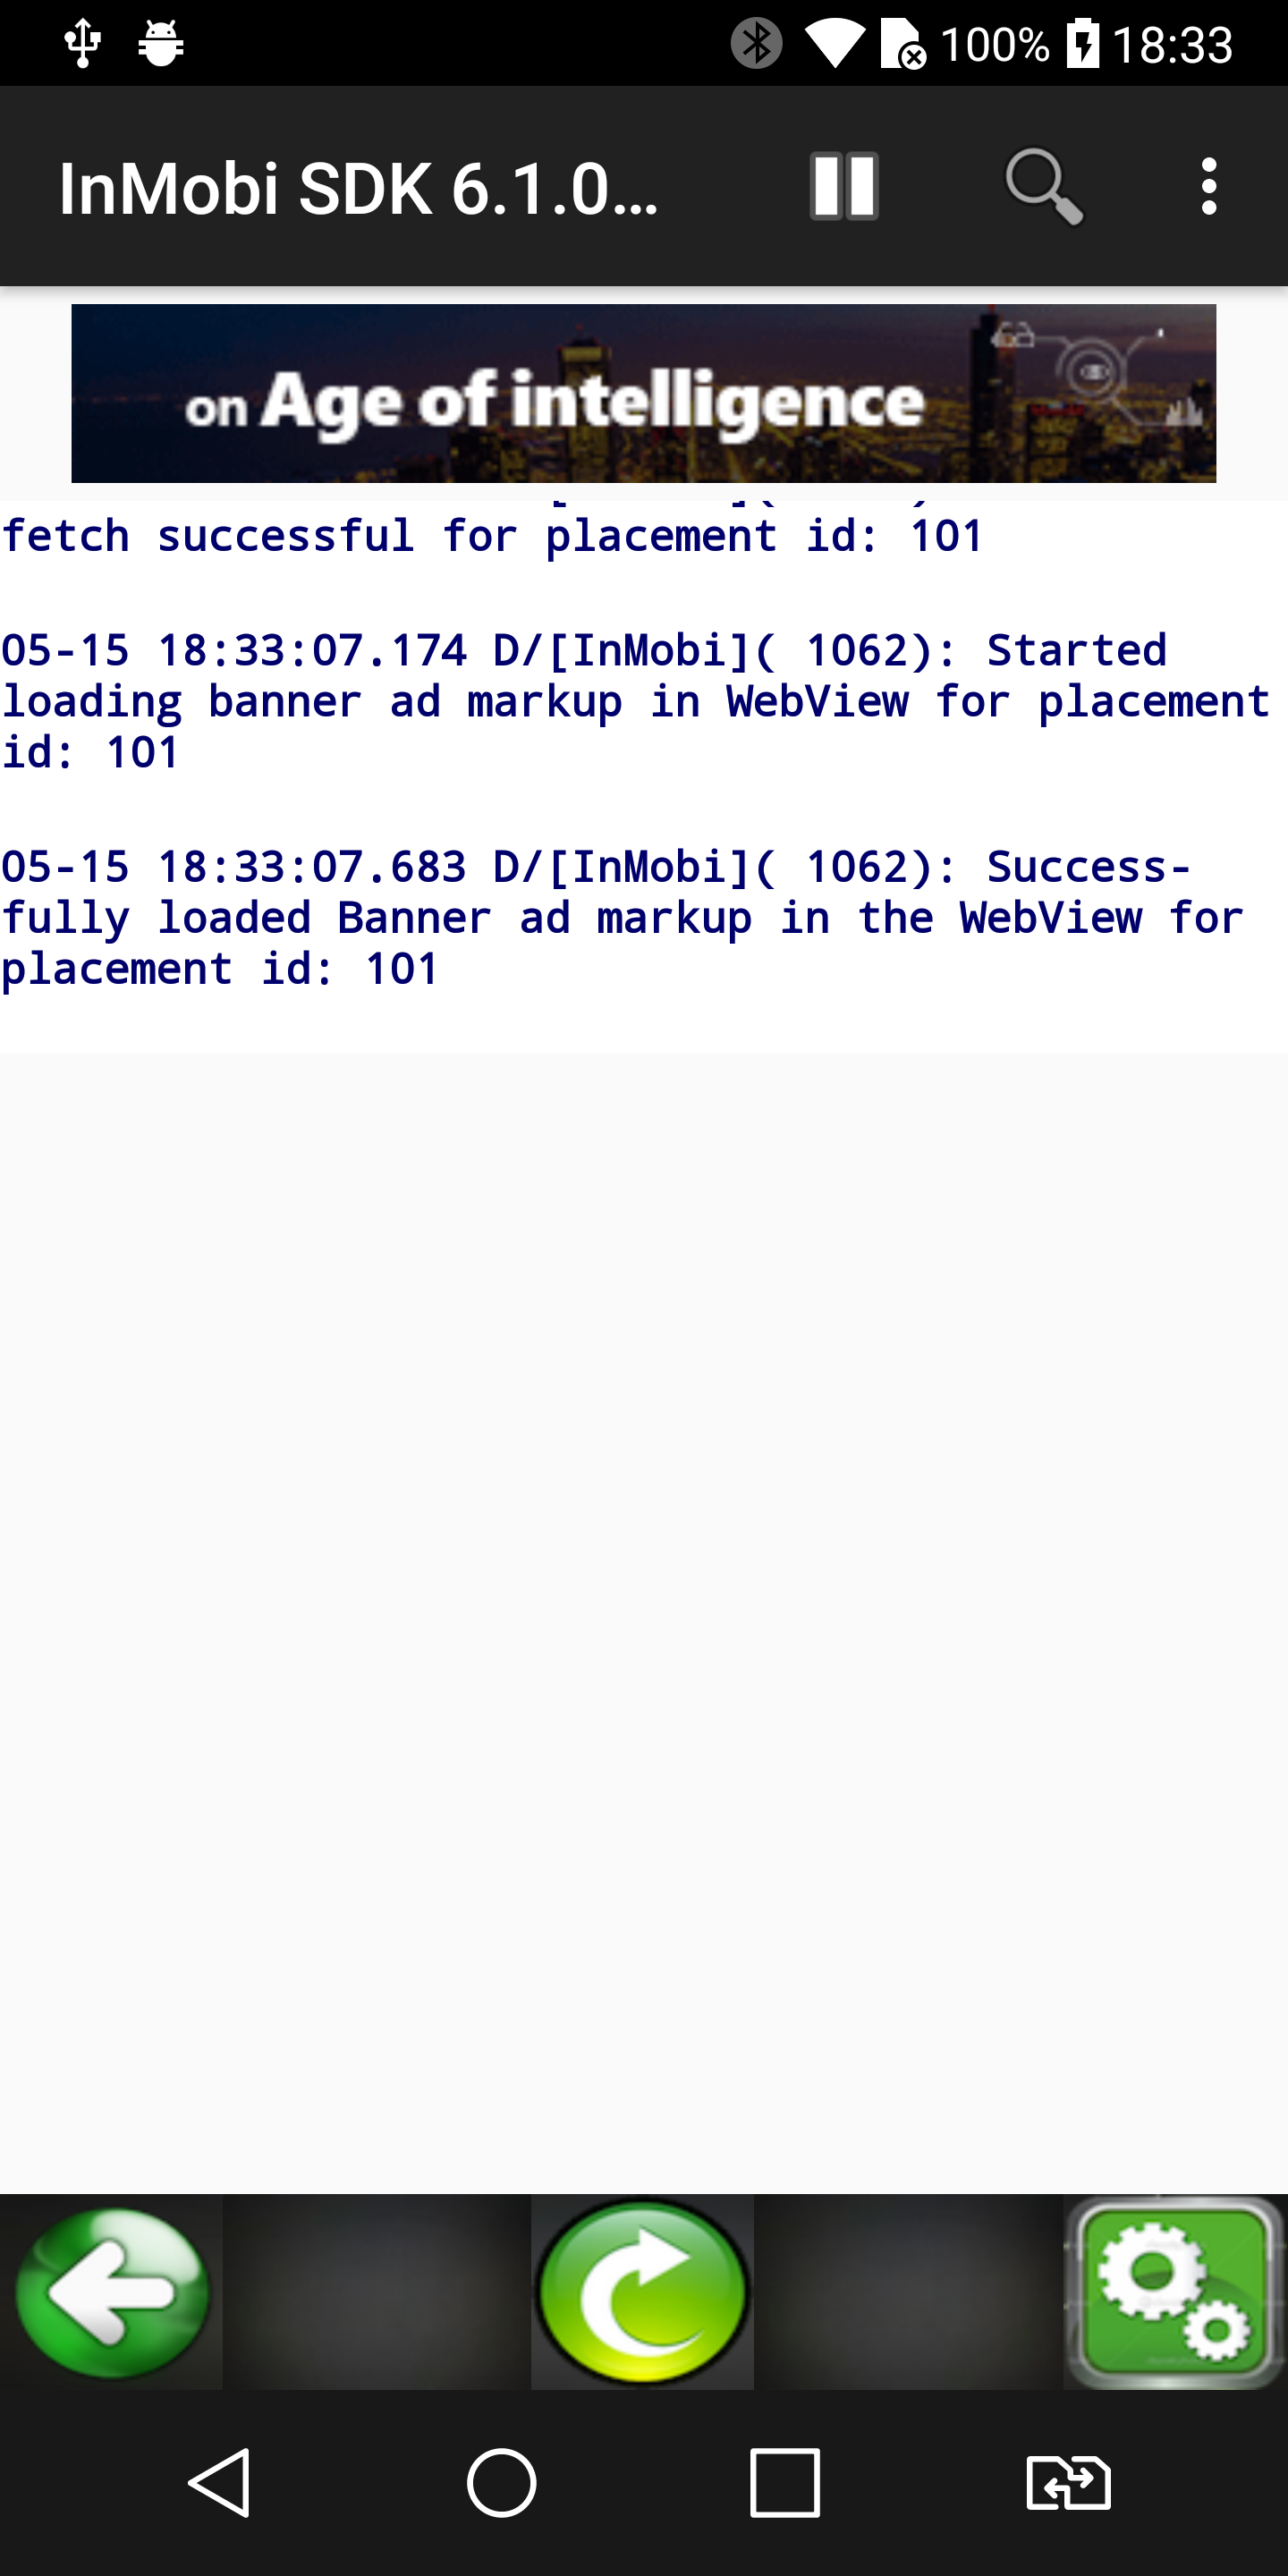 100% 18:33
InMobi SDK 6.1.0…
on Age of intelligence
fetch successful for placement id: 101
05-15 18:33:07.174 D/[InMobi]( 1062): Started
loading banner ad markup in WebView for placement
id: 101
05-15 18:33:07.683 D/[InMobi]( 1062): Success-
fully loaded Banner ad markup in the WebView for
placement id: 101